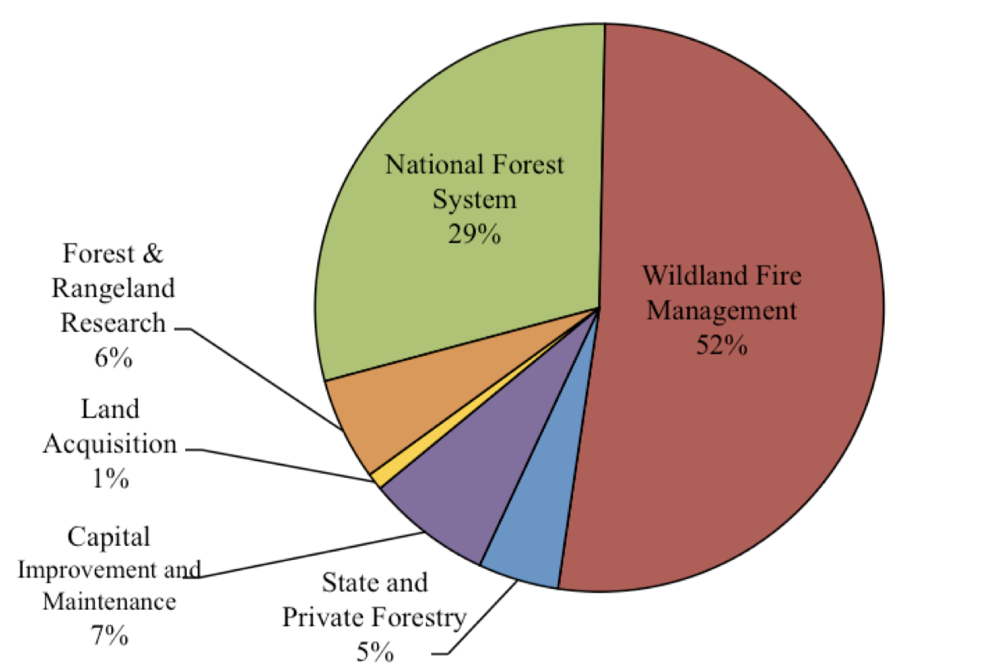 National Forest
System
29%
Wildland Fire
Management
52%
Forest &
Rangeland
Research
6%
Land
Acquisition
1%
Capital
Improvement and
Maintenance
7%
State and
Private Forestry
5%